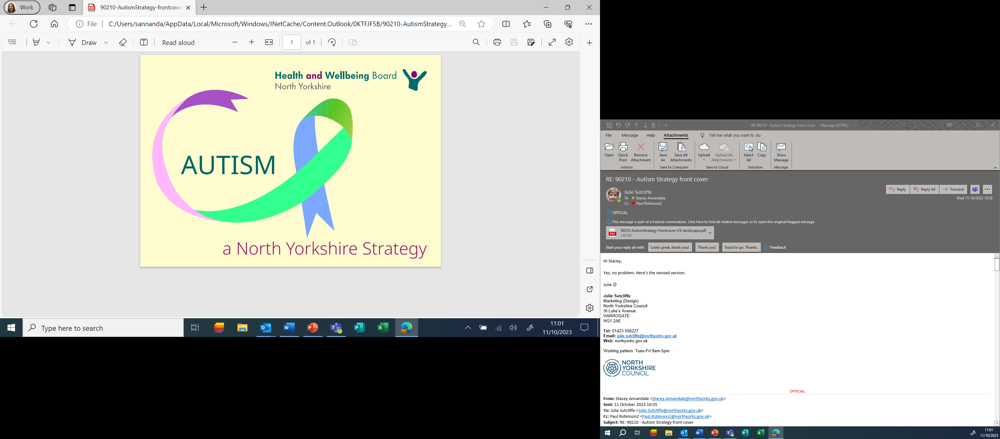 Work
90210-AutismStrategy-frontcove
File
C:/Users/sannanda/AppData/Local/Microsoft/Windows/INetCache/Content.Outlook/0KTFJF5B/90210-AutismStrategy...
Draw
Read aloud
1
of 1
Health and Wellbeing Board
North Yorkshire
AUTISM
a North Yorkshire Strategy
Type here to search
11:01
11/10/2023
RE: 90210 - Autism Strategy front cover - Message (HTML)
File Message Help Attachments Tell me what you want to do
Open Quick Print Remove Attachment Save As Save All Attachments Upload Upload All Attachments Select All Copy Show Message
Actions Save to Computer Save to Cloud Selection Message
RE: 90210 - Autism Strategy front cover
Julie Sutcliffe
To Stacey Annandale
Cc Paul Robinson2
Reply Reply All Forward
Wed 11/10/2023 10:58
OFFICIAL
This message is part of a tracked conversation. Click here to find all related messages or to open the original flagged message.
PDF
90210-AutismStrategy-frontcover-V3-landscape.pdf
149 KB
Start your reply all with: Looks great, thank you! Thank you! Good to go. Thanks. Feedback
Hi Stacey,
Yes, no problem. Here's the revised version.
Julie ☺
Julie Sutcliffe
Marketing (Design)
North Yorkshire Council
St Luke's Avenue
HARROGATE
HG1 2AE
Tel: 01423 556227
Email: julie.sutcliffe@northyorks.gov.uk
Web: northyorks.gov.uk
Working pattern: Tues-Fri 9am-5pm
NORTH
YORKSHIRE
COUNCIL
OFFICIAL
From: Stacey Annandale <Stacey.Annandale@northyorks.gov.uk>
Sent: 11 October 2023 10:35
To: Julie Sutcliffe <Julie.Sutcliffe@northyorks.gov.uk>
Cc: Paul Robinson2 <Paul.Robinson2@northyorks.gov.uk>
Subject: RE: 90210 - Autism Strategy front cover
11:01
11/10/2023